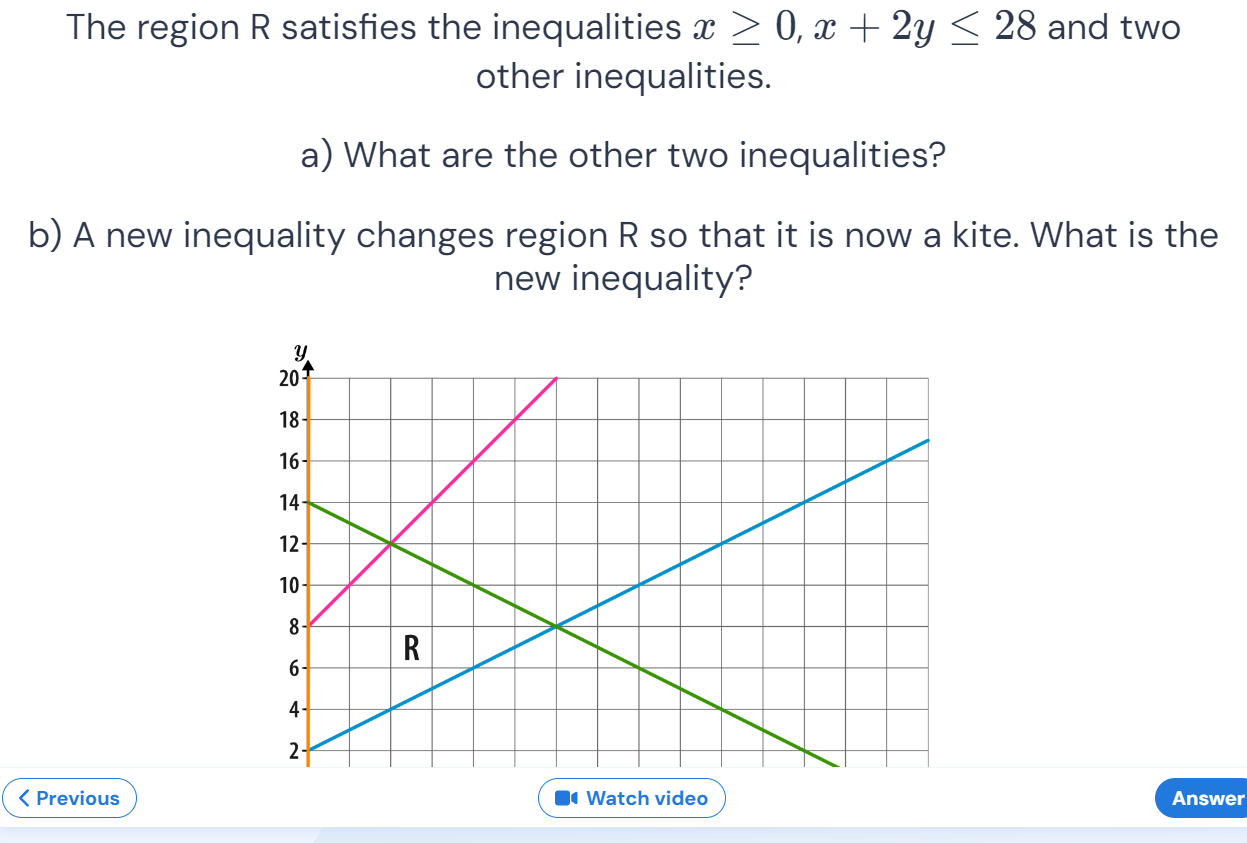 The region R satisfies the inequalities x ≥ 0, x + 2y ≤ 28 and two
other inequalities.
a) What are the other two inequalities?
b) A new inequality changes region R so that it is now a kite. What is the
new inequality?
y
20
18
16
14
12
10
8
R
6
4
2
Previous
Watch video
Answer